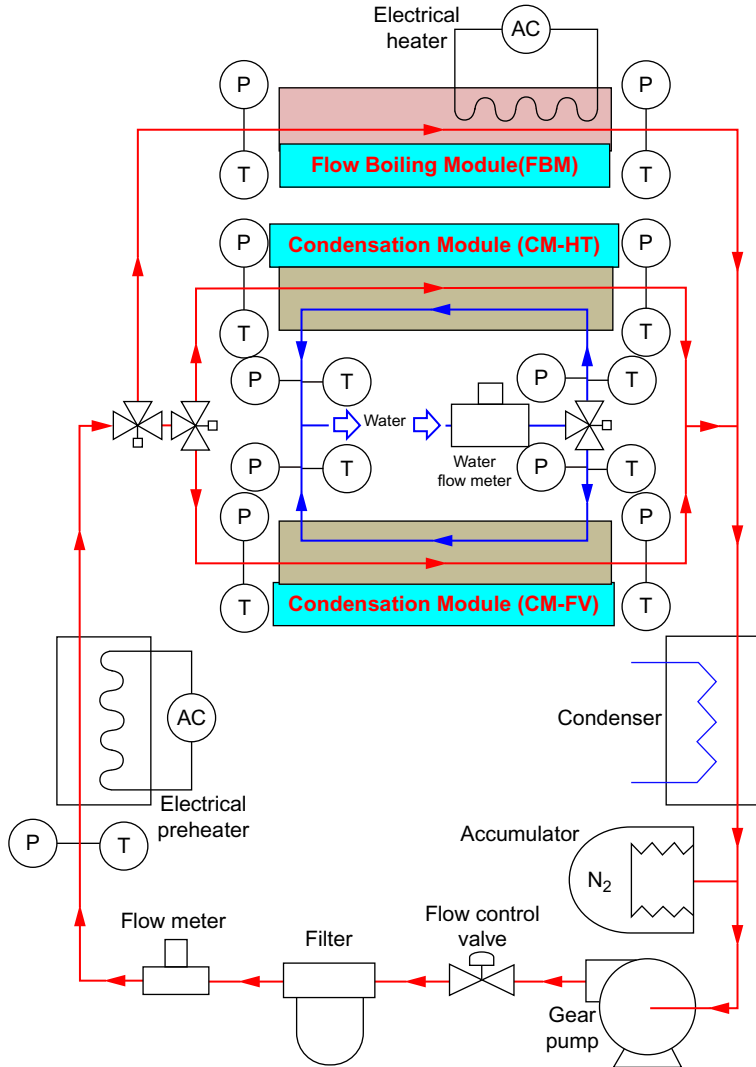 Electrical
heater
AC
P
P
T
Flow Boiling Module(FBM)
T
P
Condensation Module (CM-HT)
P
T
T
P
T
P
T
Water
Water
flow meter
P
T
P
T
P
P
T
Condensation Module (CM-FV)
T
AC
Condenser
Electrical
preheater
P
T
Accumulator
N₂
Flow meter
Filter
Flow control
valve
Gear
pump